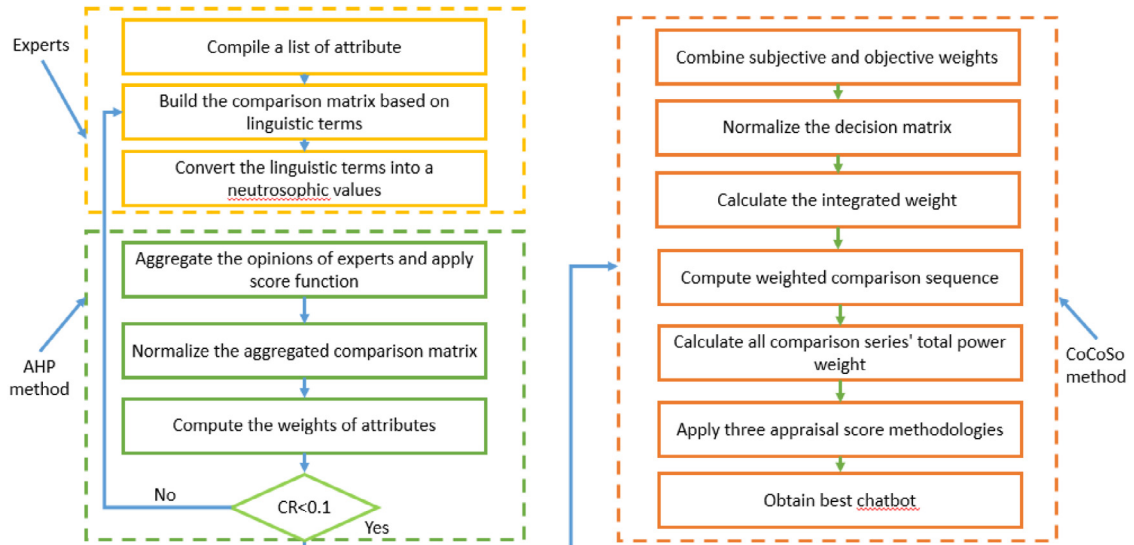 Experts
Compile a list of attribute
Build the comparison matrix based on
linguistic terms
Convert the linguistic terms into a
neutrosophic values
AHP
method
Aggregate the opinions of experts and apply
score function
Normalize the aggregated comparison matrix
Compute the weights of attributes
CR<0.1
No
Yes
Combine subjective and objective weights
Normalize the decision matrix
Calculate the integrated weight
Compute weighted comparison sequence
Calculate all comparison series' total power
weight
Apply three appraisal score methodologies
Obtain best chatbot
CoCoSo
method